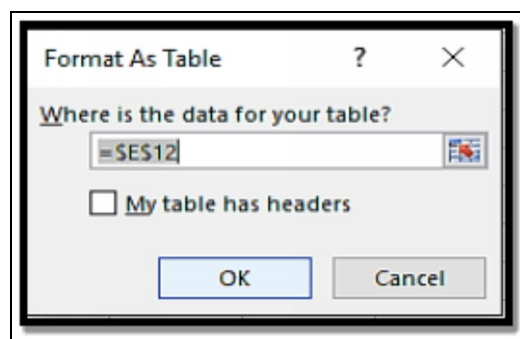 Format As Table ?
Where is the data for your table?
=$E$12
My table has headers
OK Cancel